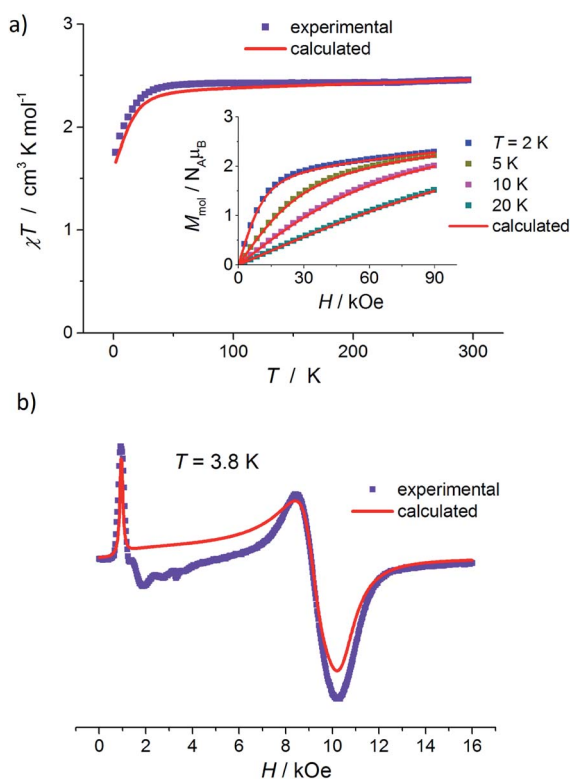 a)
experimental
calculated
χT / cm³ K mol⁻¹
3
2
1
0
0
100
200
300
T / K
M_mol / N_Aμ_B
3
2
1
0
0
30
60
90
H / kOe
T = 2 K
5 K
10 K
20 K
calculated
b)
T = 3.8 K
experimental
calculated
0
2
4
6
8
10
12
14
16
H / kOe